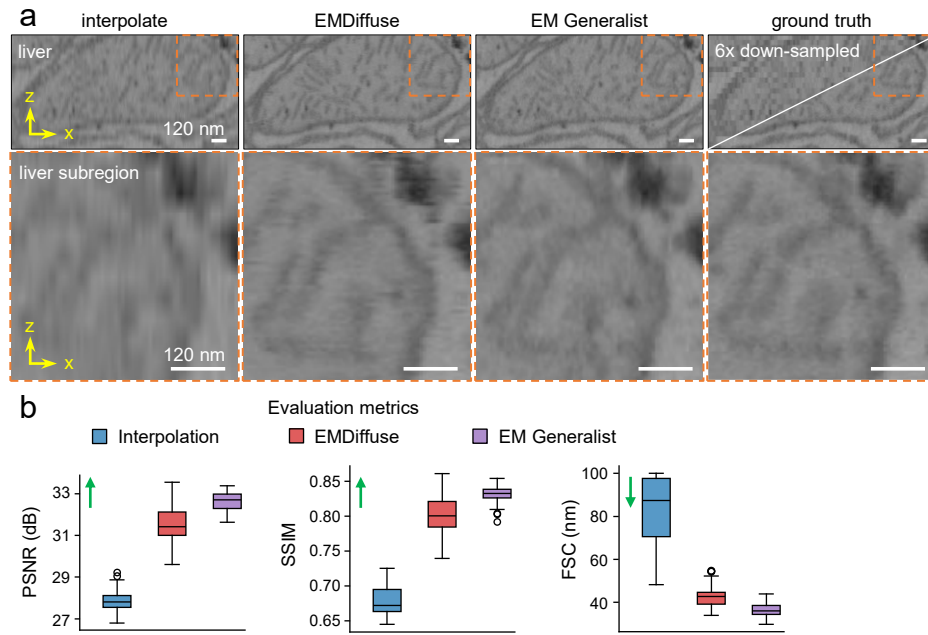 a
interpolate EMDiffuse EM Generalist ground truth
liver
6x down-sampled
z
x
120 nm
liver subregion
z
x
120 nm
b
Evaluation metrics
Interpolation EMDiffuse EM Generalist
PSNR (dB)
33
31
29
27
SSIM
0.85
0.80
0.75
0.70
0.65
FSC (nm)
100
80
60
40